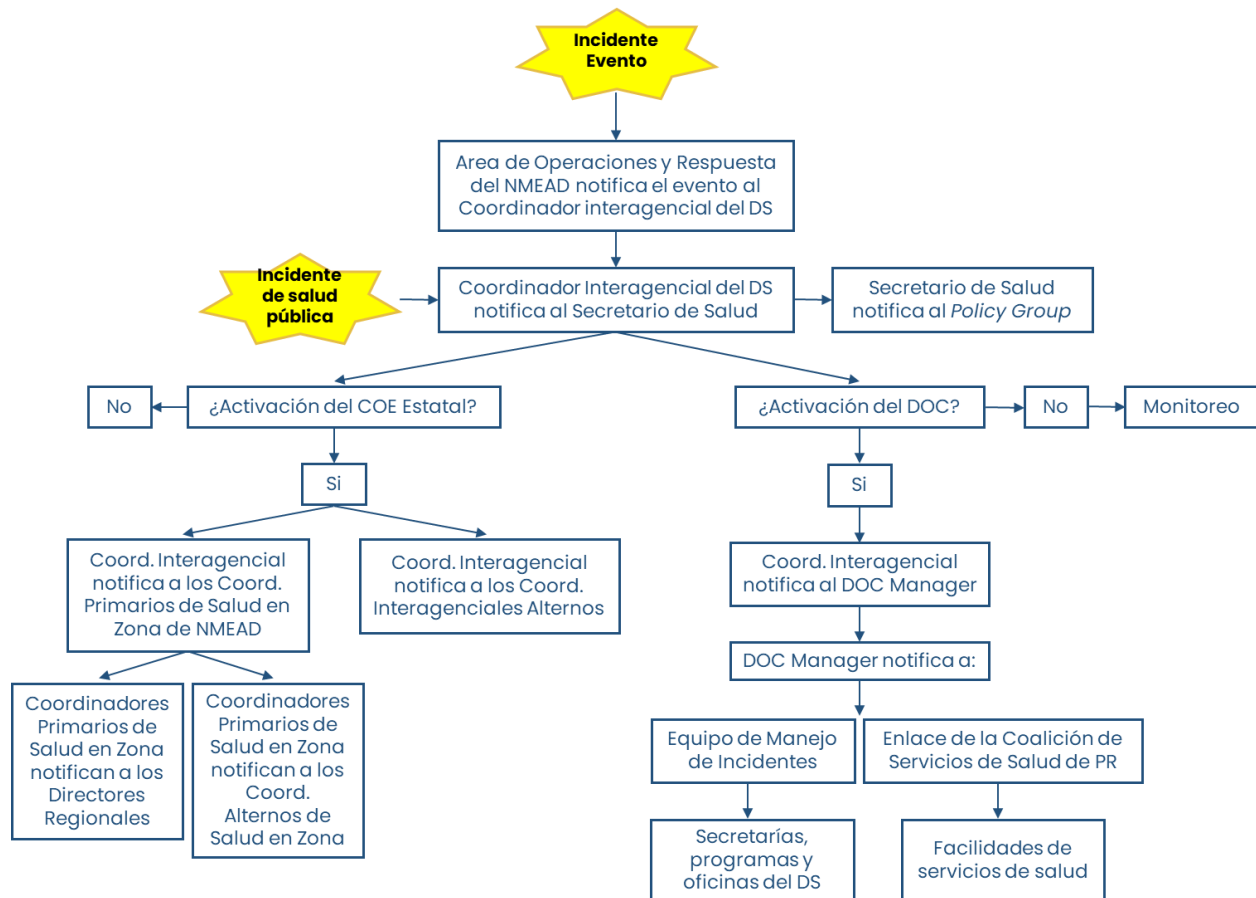 Incidente
Evento
Area de Operaciones y Respuesta
del NMEAD notifica el evento al
Coordinador interagencial del DS
Incidente
de salud
pública
Coordinador Interagencial del DS
notifica al Secretario de Salud
Secretario de Salud
notifica al Policy Group
No
¿Activación del COE Estatal?
¿Activación del DOC?
No
Monitoreo
Si
Si
Coord. Interagencial
notifica a los Coord.
Primarios de Salud en
Zona de NMEAD
Coord. Interagencial
notifica a los Coord.
Interagenciales Alternos
Coord. Interagencial
notifica al DOC Manager
DOC Manager notifica a:
Coordinadores
Primarios de
Salud en Zona
notifican a los
Directores
Regionales
Coordinadores
Primarios de
Salud en Zona
notifican a los
Coord.
Alternos de
Salud en Zona
Equipo de Manejo
de Incidentes
Enlace de la Coalición de
Servicios de Salud de PR
Secretarías,
programas y
oficinas del DS
Facilidades de
servicios de salud